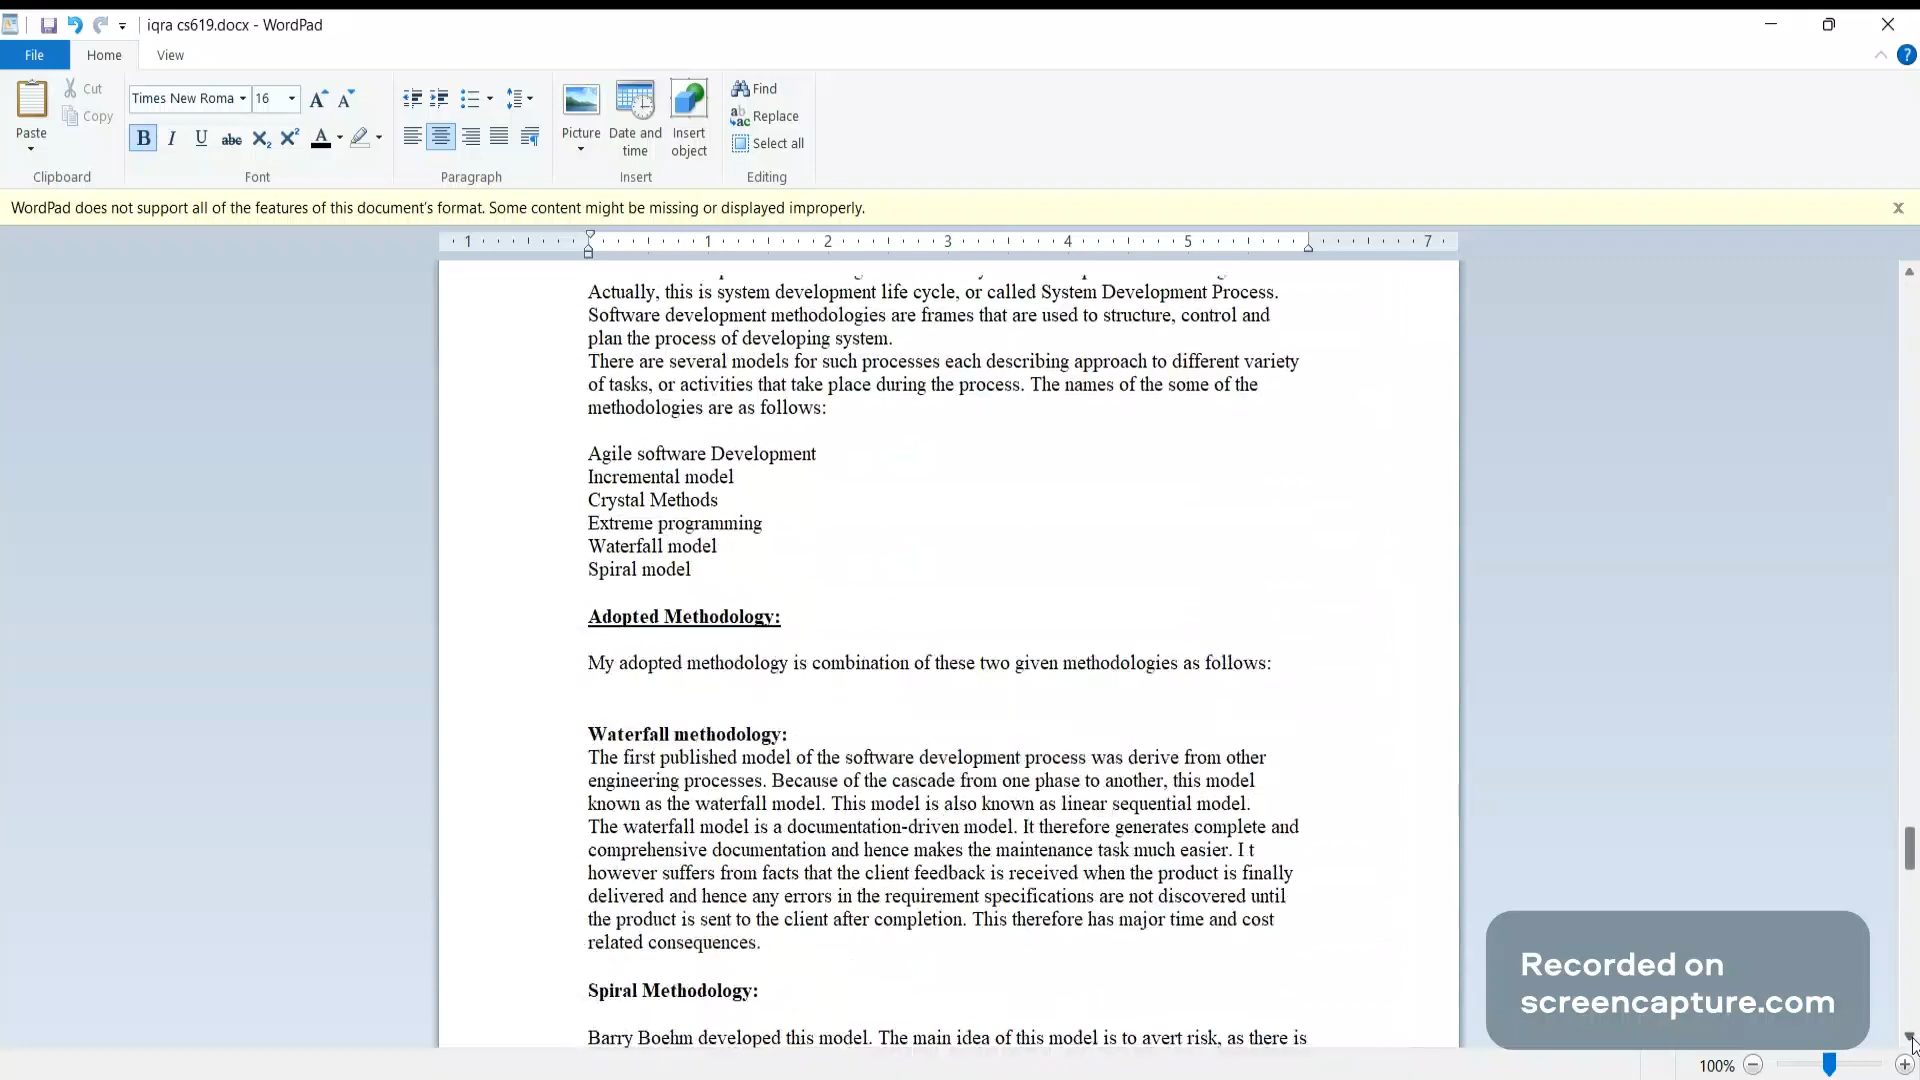 iqra cs619.docx - WordPad
File Home View
Paste
Cut
Copy
Clipboard
Times New Roma 16
B I U abc X₂ X² A
Font
Paragraph
Picture
Date and time
Insert object
Insert
Find
Replace
Select all
Editing
WordPad does not support all of the features of this document's format. Some content might be missing or displayed improperly.
1 1 2 3 4 5 7
Actually, this is system development life cycle, or called System Development Process.
Software development methodologies are frames that are used to structure, control and
plan the process of developing system.
There are several models for such processes each describing approach to different variety
of tasks, or activities that take place during the process. The names of the some of the
methodologies are as follows:
Agile software Development
Incremental model
Crystal Methods
Extreme programming
Waterfall model
Spiral model
Adopted Methodology:
My adopted methodology is combination of these two given methodologies as follows:
Waterfall methodology:
The first published model of the software development process was derive from other
engineering processes. Because of the cascade from one phase to another, this model
known as the waterfall model. This model is also known as linear sequential model.
The waterfall model is a documentation-driven model. It therefore generates complete and
comprehensive documentation and hence makes the maintenance task much easier. I t
however suffers from facts that the client feedback is received when the product is finally
delivered and hence any errors in the requirement specifications are not discovered until
the product is sent to the client after completion. This therefore has major time and cost
related consequences.
Spiral Methodology:
Barry Boehm developed this model. The main idea of this model is to avert risk, as there is
Recorded on
screencapture.com
100%